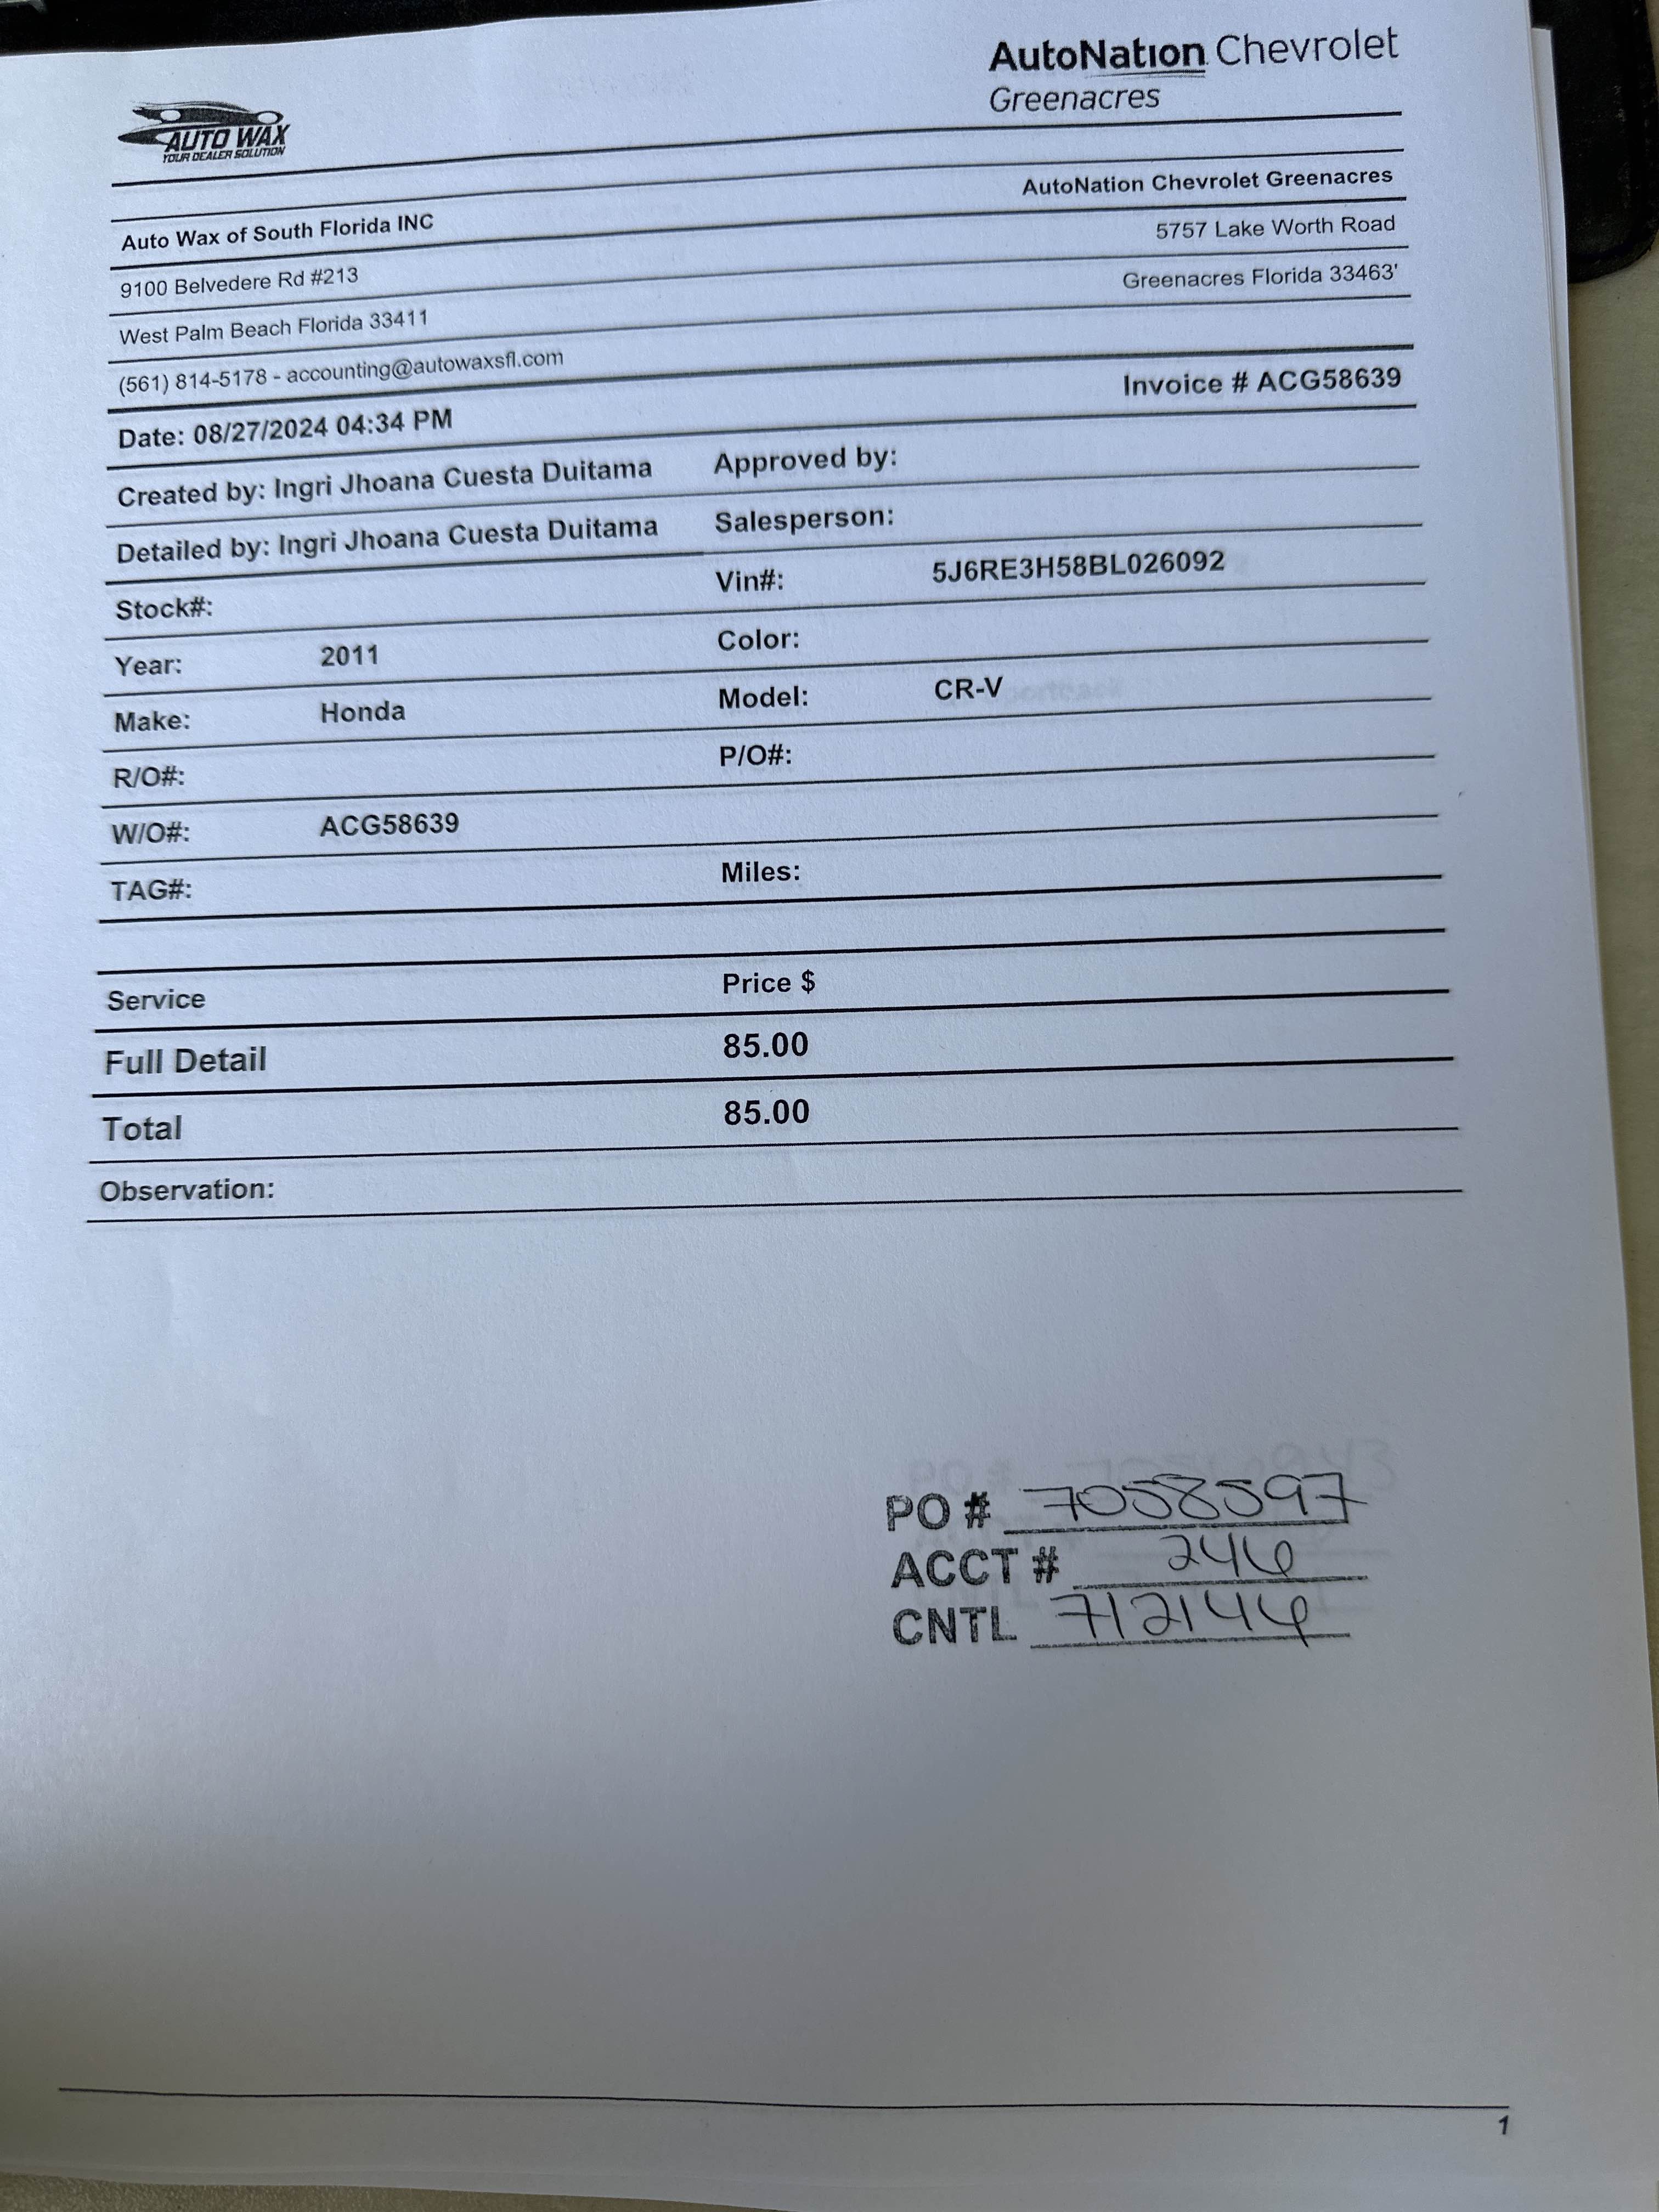 AutoNation Chevrolet
Greenacres
AUTO WAX
YOUR DEALER SOLUTION
AutoNation Chevrolet Greenacres
Auto Wax of South Florida INC
5757 Lake Worth Road
9100 Belvedere Rd #213
Greenacres Florida 33463'
West Palm Beach Florida 33411
(561) 814-5178 - accounting@autowaxsfl.com
Invoice # ACG58639
Date: 08/27/2024 04:34 PM
Created by: Ingri Jhoana Cuesta Duitama Approved by:
Detailed by: Ingri Jhoana Cuesta Duitama Salesperson:
Stock#: Vin#: 5J6RE3H58BL026092
Year: 2011 Color:
Make: Honda Model: CR-V
R/O#: P/O#:
W/O#: ACG58639
TAG#: Miles:
Service Price $
Full Detail 85.00
Total 85.00
Observation:
PO # 7058597
ACCT # 246
CNTL 712146
1